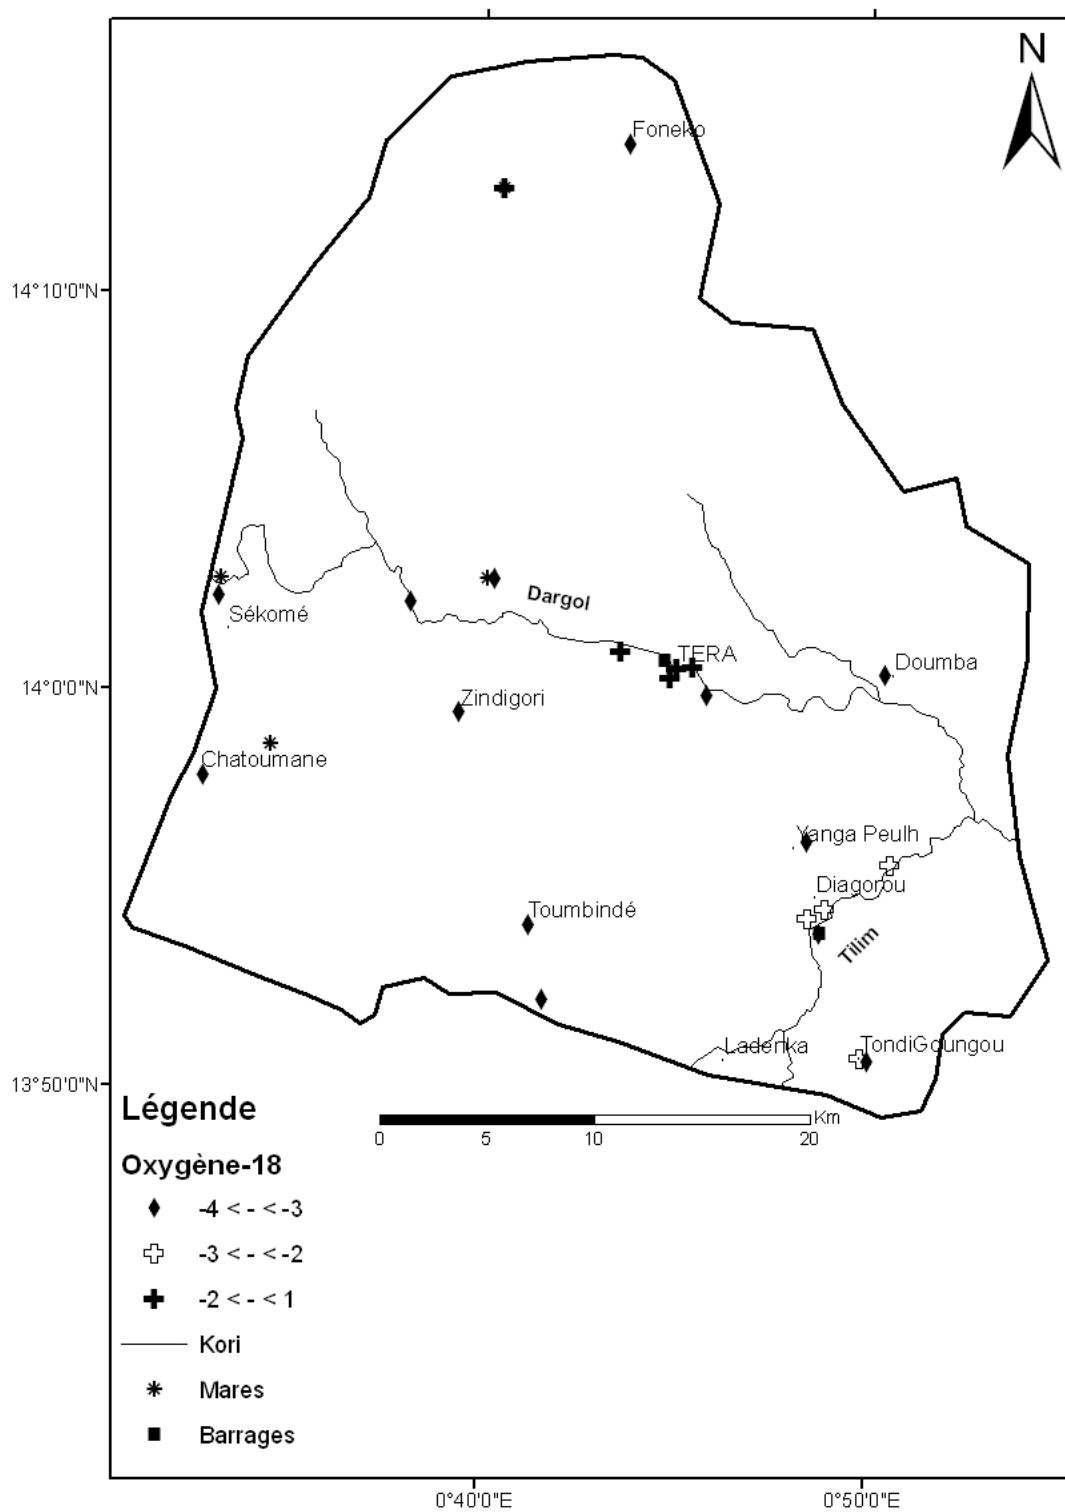 N
Foneko
14°10'0"N
Dargol
Sékomé
TERA
Doumba
14°0'0"N
Zindigori
Chatoumane
Yanga Peulh
Diagorou
Toumbindé
Tilim
Ladenka
TondiGoungou
13°50'0"N
Légende
Km
0 5 10 20
Oxygène-18
-4 < - < -3
-3 < - < -2
-2 < - < 1
Kori
Mares
Barrages
0°40'0"E 0°50'0"E